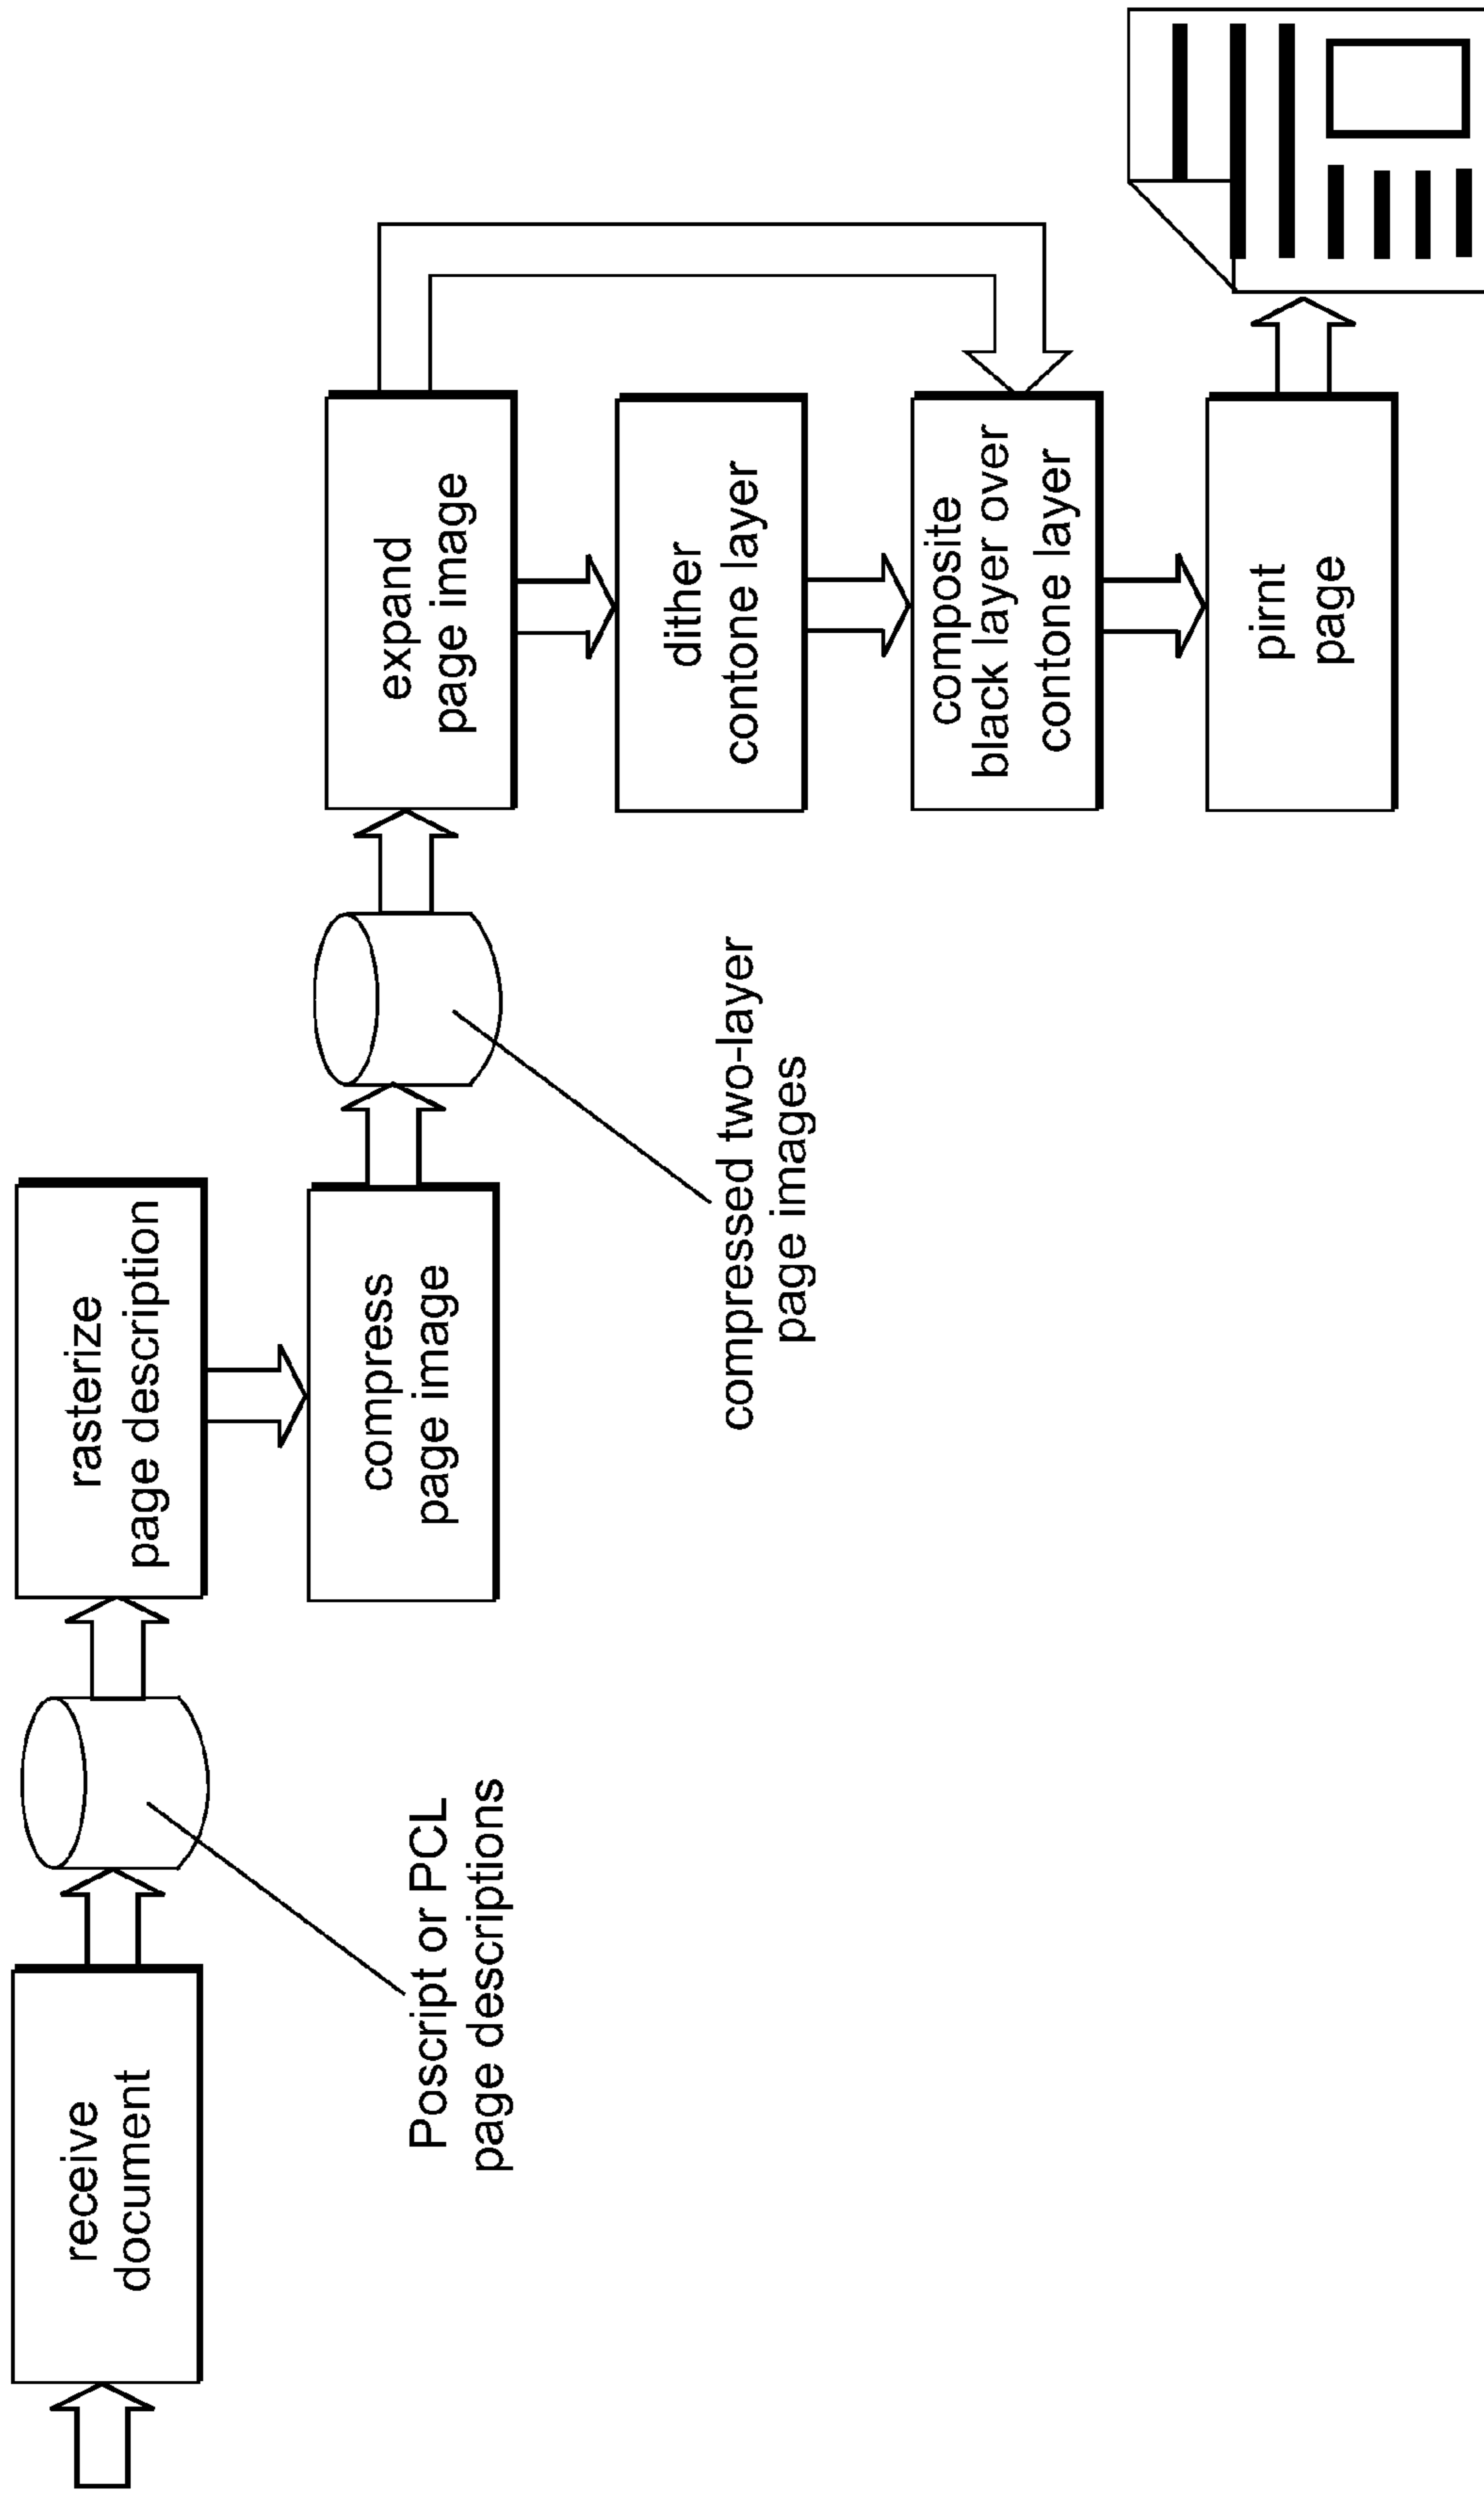 receive
document
Poscript or PCL
page descriptions
rasterize
page description
compress
page image
compressed two-layer
page images
expand
page image
dither
contone layer
composite
black layer over
contone layer
pirnt
page